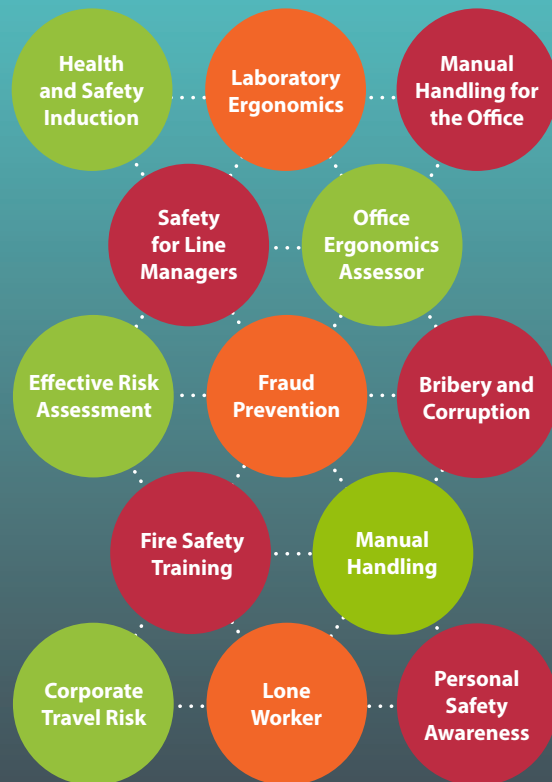 Health
and Safety
Induction
Laboratory
Ergonomics
Manual
Handling for
the Office
Safety
for Line
Managers
Office
Ergonomics
Assessor
Effective Risk
Assessment
Fraud
Prevention
Bribery and
Corruption
Fire Safety
Training
Manual
Handling
Corporate
Travel Risk
Lone
Worker
Personal
Safety
Awareness